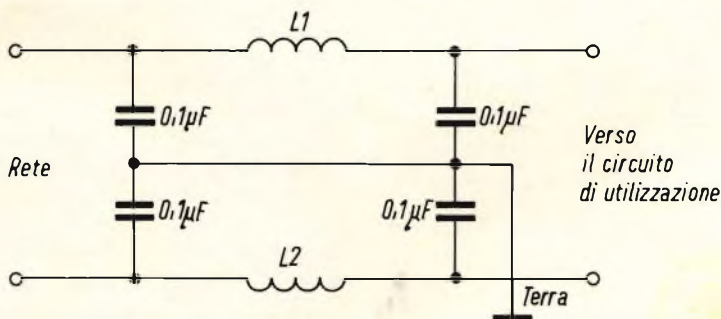 L1
0,1µF
0,1µF
Rete
Verso
il circuito
di utilizzazione
0,1µF
0,1µF
L2
Terra